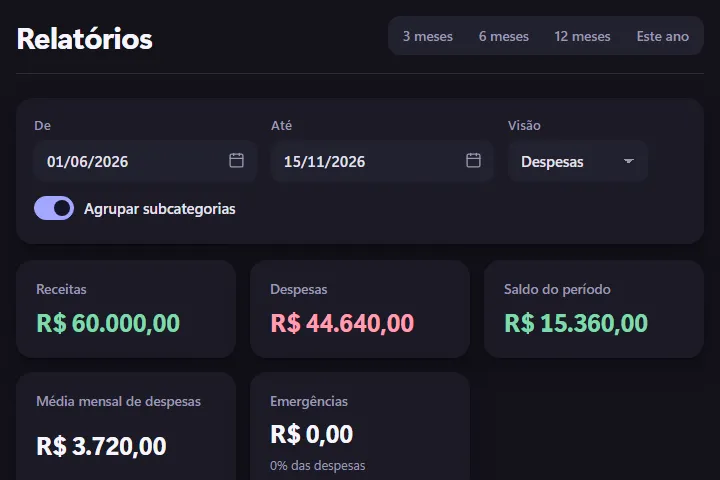 Relatórios
3 meses 6 meses 12 meses Este ano
De Até Visão
01/06/2026 15/11/2026 Despesas
Agrupar subcategorias
Receitas Despesas Saldo do período
R$ 60.000,00 R$ 44.640,00 R$ 15.360,00
Média mensal de despesas Emergências
R$ 3.720,00 R$ 0,00
0% das despesas